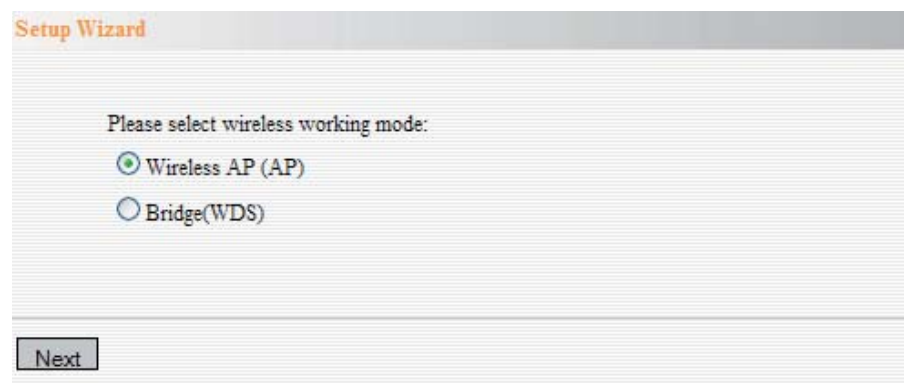 Setup Wizard
Please select wireless working mode:
Wireless AP (AP)
Bridge(WDS)
Next